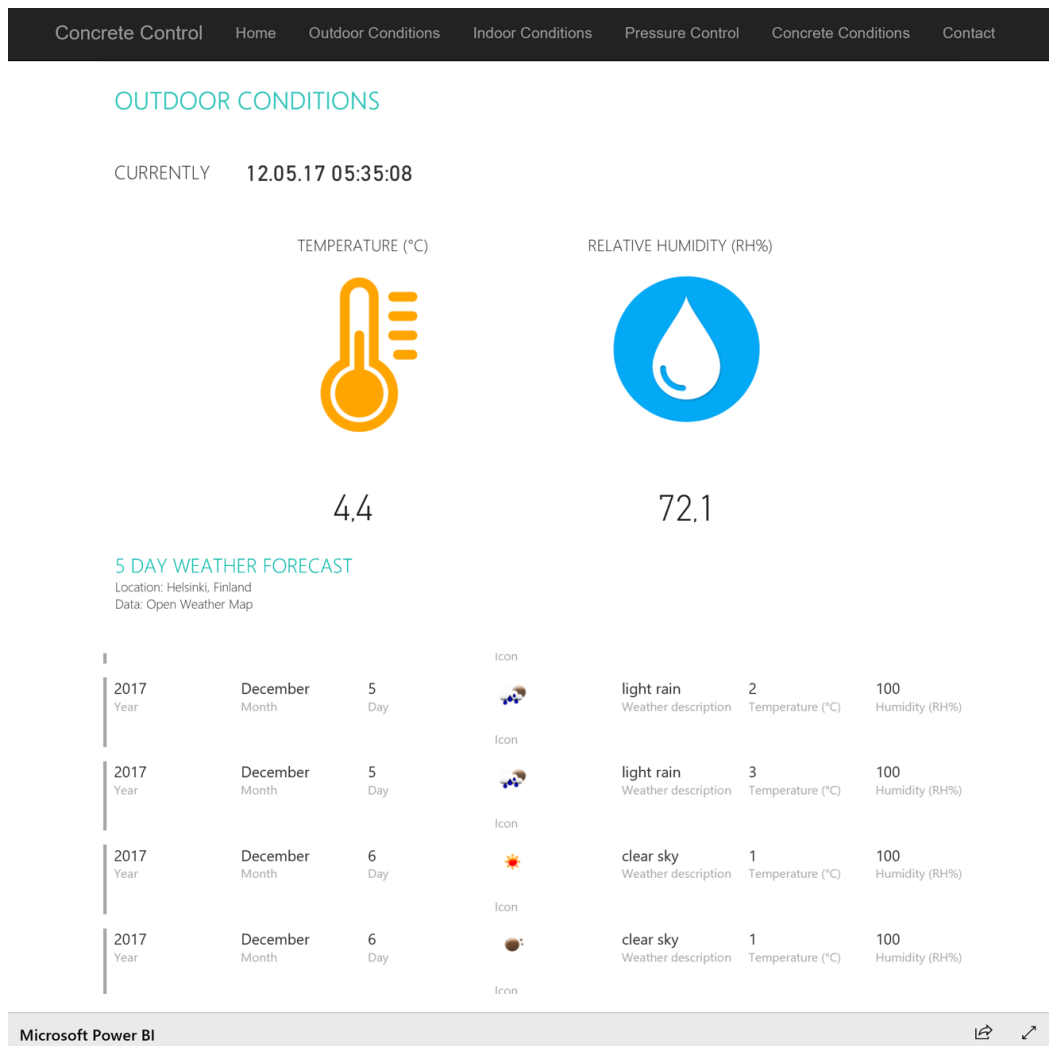 Concrete Control Home Outdoor Conditions Indoor Conditions Pressure Control Concrete Conditions Contact
OUTDOOR CONDITIONS
CURRENTLY 12.05.17 05:35:08
TEMPERATURE (°C) RELATIVE HUMIDITY (RH%)
4,4 72,1
5 DAY WEATHER FORECAST
Location: Helsinki, Finland
Data: Open Weather Map
Icon
2017 December 5 light rain 2 100
Year Month Day Weather description Temperature (°C) Humidity (RH%)
Icon
2017 December 5 light rain 3 100
Year Month Day Weather description Temperature (°C) Humidity (RH%)
Icon
2017 December 6 clear sky 1 100
Year Month Day Weather description Temperature (°C) Humidity (RH%)
Icon
2017 December 6 clear sky 1 100
Year Month Day Weather description Temperature (°C) Humidity (RH%)
Icon
Microsoft Power BI